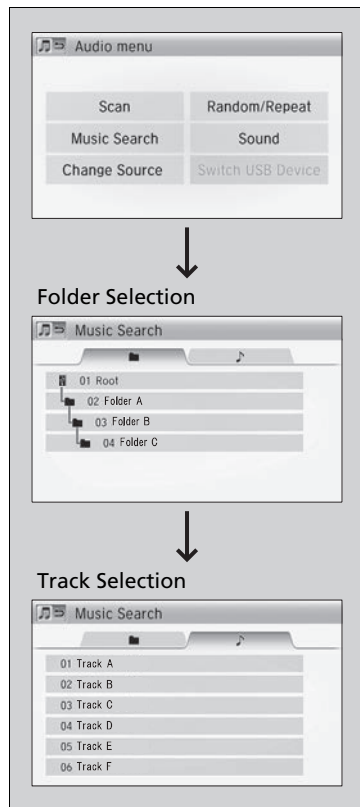 Audio menu
Scan Random/Repeat
Music Search Sound
Change Source Switch USB Device
Folder Selection
Music Search
01 Root
02 Folder A
03 Folder B
04 Folder C
Track Selection
Music Search
01 Track A
02 Track B
03 Track C
04 Track D
05 Track E
06 Track F